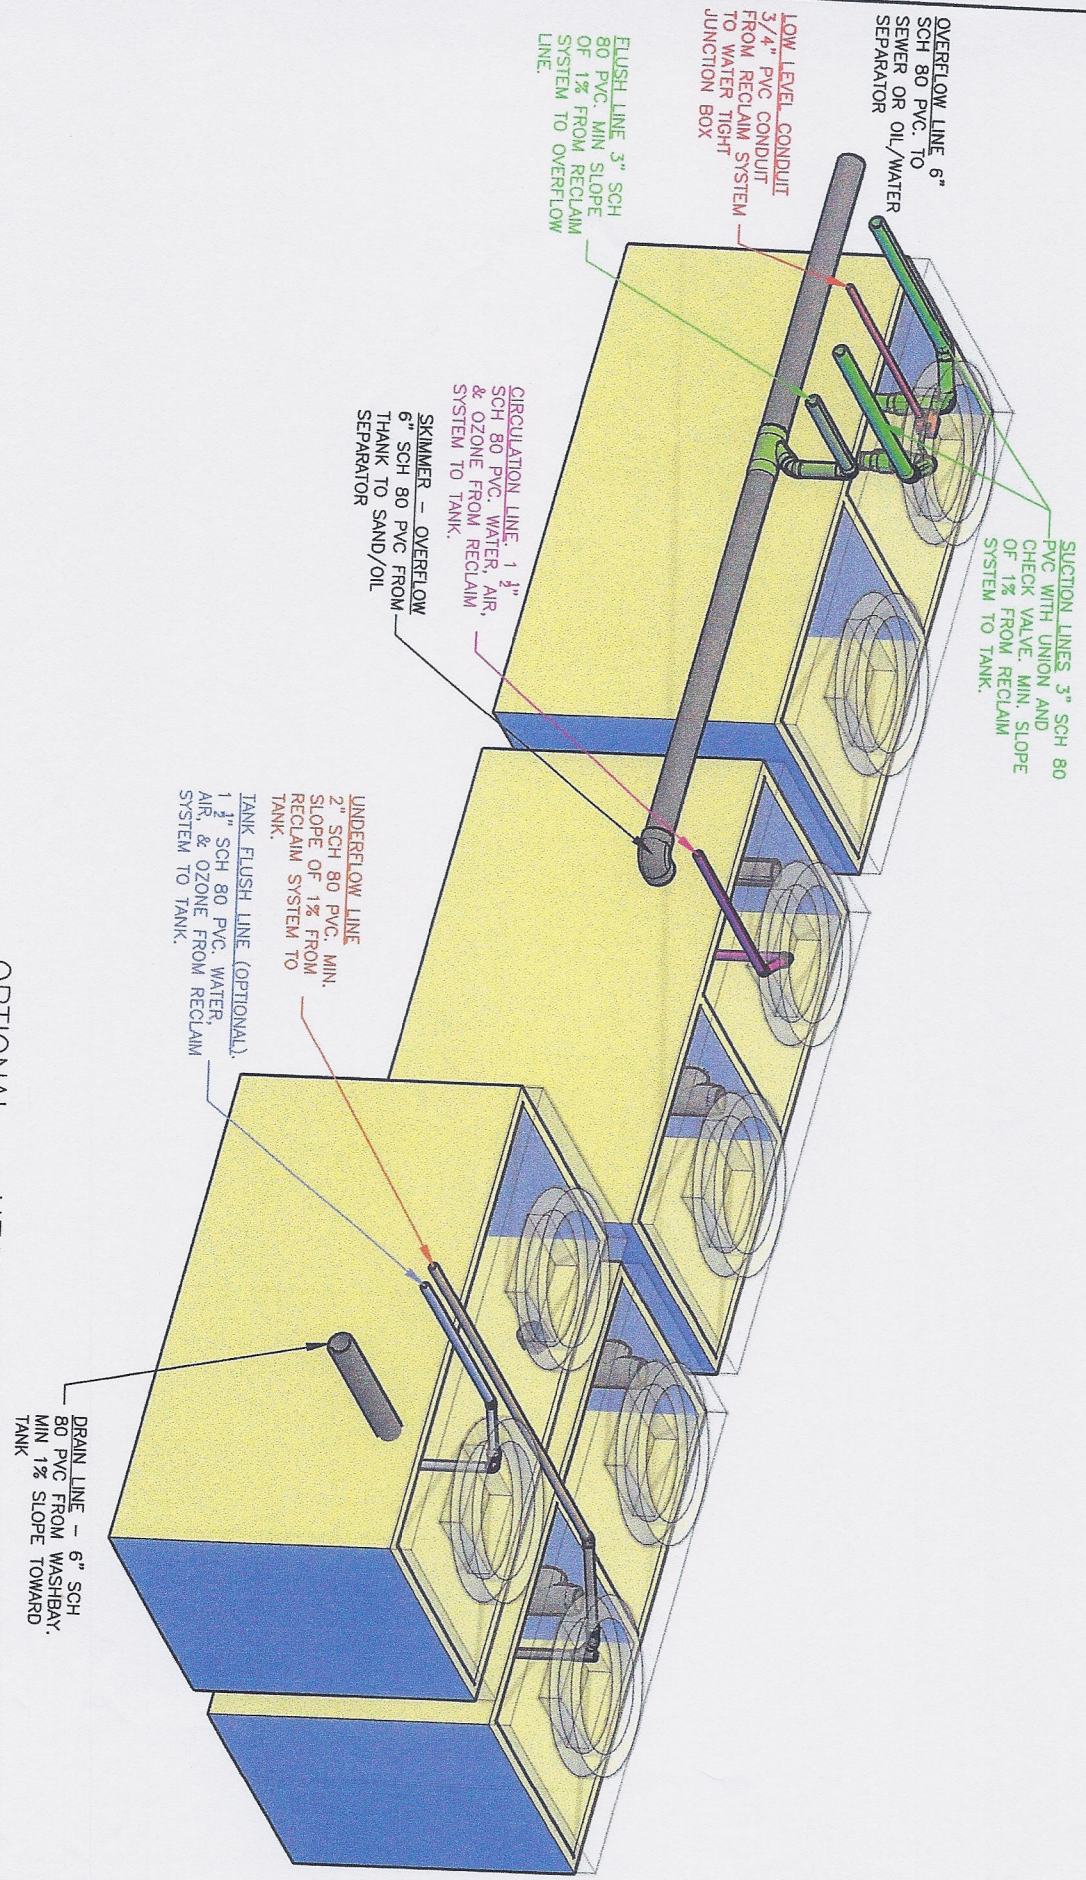 OVERFLOW LINE 6"
SCH 80 PVC. TO
SEWER OR OIL/WATER
SEPARATOR
LOW LEVEL CONDUIT
3/4" PVC CONDUIT
FROM RECLAIM SYSTEM
TO WATER TIGHT
JUNCTION BOX
FLUSH LINE 3" SCH
80 PVC. MIN SLOPE
OF 1% FROM RECLAIM
SYSTEM TO OVERFLOW
LINE.
SUCTION LINES 3" SCH 80
PVC WITH UNION AND
CHECK VALVE. MIN. SLOPE
OF 1% FROM RECLAIM
SYSTEM TO TANK.
CIRCULATION LINE. 1 1/2"
SCH 80 PVC. WATER, AIR,
& OZONE FROM RECLAIM
SYSTEM TO TANK.
SKIMMER - OVERFLOW
6" SCH 80 PVC FROM
THANK TO SAND/OIL
SEPARATOR
UNDERFLOW LINE
2" SCH 80 PVC. MIN.
SLOPE OF 1% FROM
RECLAIM SYSTEM TO
TANK.
TANK FLUSH LINE (OPTIONAL).
1 1/2" SCH 80 PVC. WATER,
AIR, & OZONE FROM RECLAIM
SYSTEM TO TANK.
DRAIN LINE - 6" SCH
80 PVC FROM WASHBAY.
MIN 1% SLOPE TOWARD
TANK
OPTIONAL